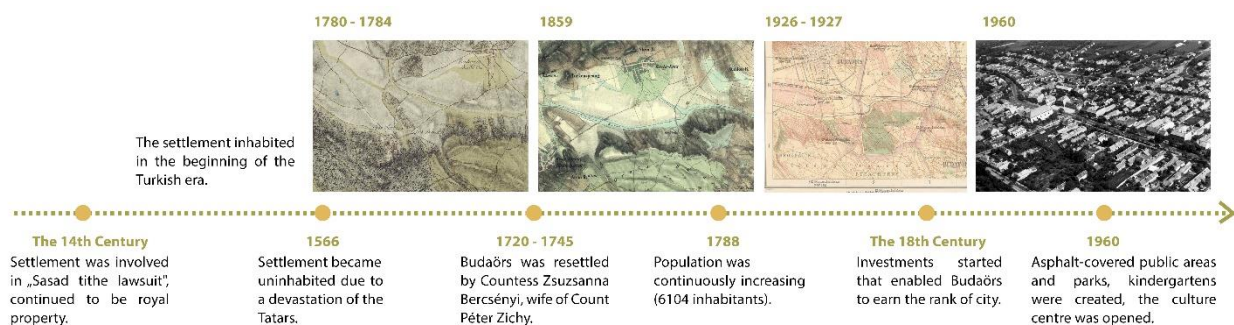 1780 - 1784
1859
1926 - 1927
1960
The settlement inhabited
in the beginning of the
Turkish era.
The 14th Century
Settlement was involved
in „Sasad tithe lawsuit”,
continued to be royal
property.
1566
Settlement became
uninhabited due to
a devastation of the
Tatars.
1720 - 1745
Budaörs was resettled
by Countess Zsuzsanna
Bercsényi, wife of Count
Péter Zichy.
1788
Population was
continuously increasing
(6104 inhabitants).
The 18th Century
Investments started
that enabled Budaörs
to earn the rank of city.
1960
Asphalt-covered public areas
and parks, kindergartens
were created, the culture
centre was opened.